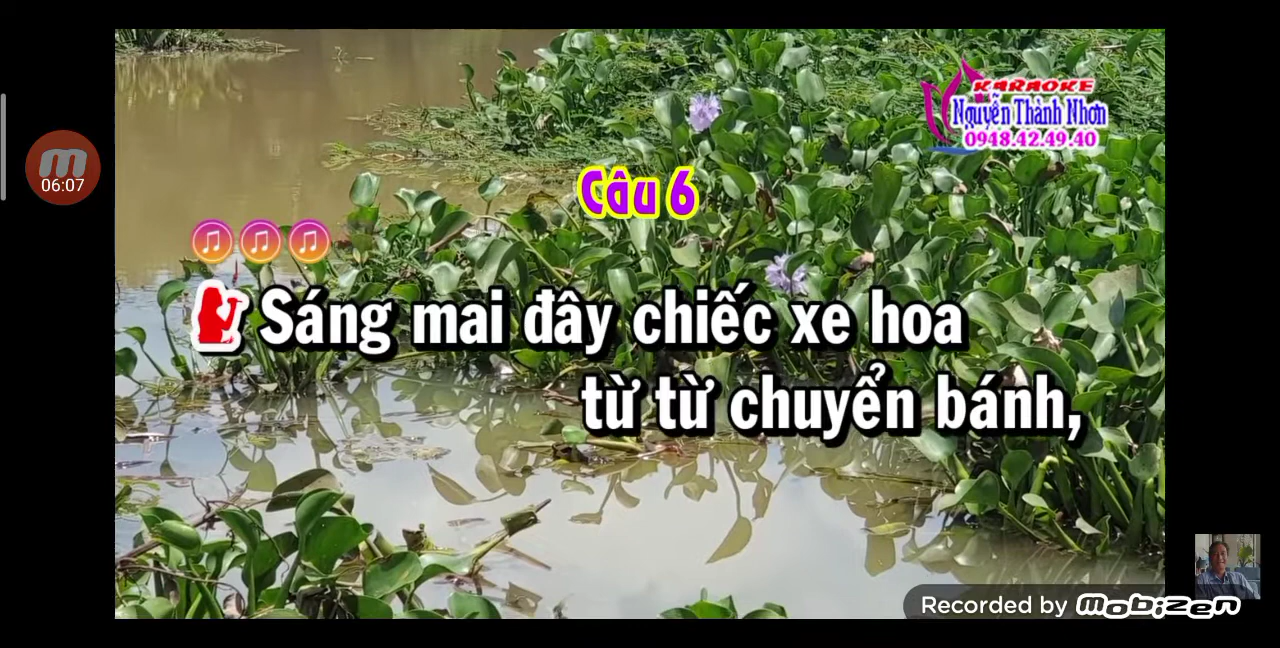 KARAOKE
Nguyễn Thành Nhơn
0948.42.49.40
06:07
Câu 6
Sáng mai đây chiếc xe hoa
từ từ chuyển bánh,
Recorded by mobizen